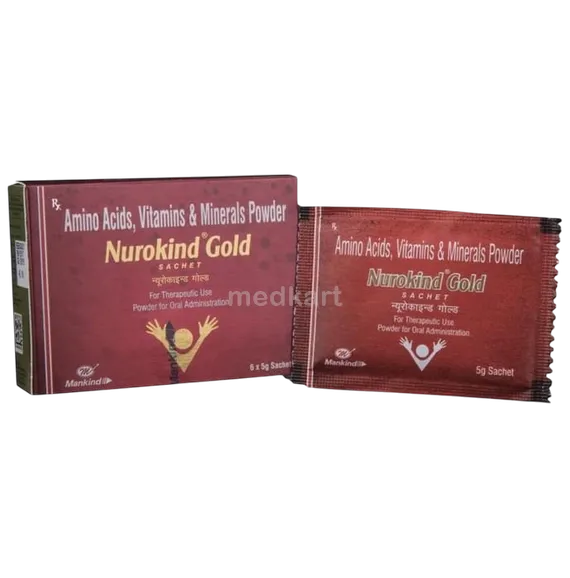 Rx
Amino Acids, Vitamins & Minerals Powder
Nurokind® Gold
SACHET
न्यूरोकाइन्ड गोल्ड
For Therapeutic Use
Powder for Oral Administration
6 x 5g Sachet
Mankind
Mankind
Rx
Amino Acids, Vitamins & Minerals Powder
Nurokind® Gold
SACHET
न्यूरोकाइन्ड गोल्ड
For Therapeutic Use
Powder for Oral Administration
Mankind
5g Sachet
medkart